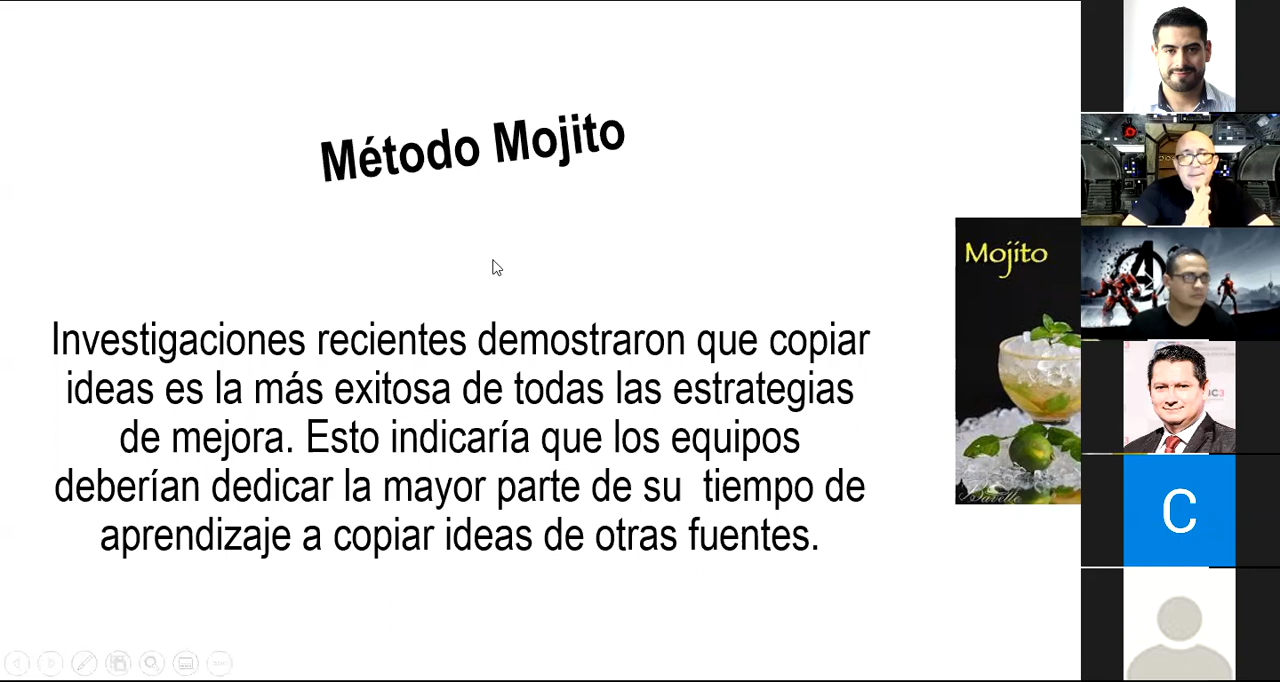 Método Mojito
Mojito
Investigaciones recientes demostraron que copiar
ideas es la más exitosa de todas las estrategias
de mejora. Esto indicaría que los equipos
deberían dedicar la mayor parte de su  tiempo de
aprendizaje a copiar ideas de otras fuentes.
C